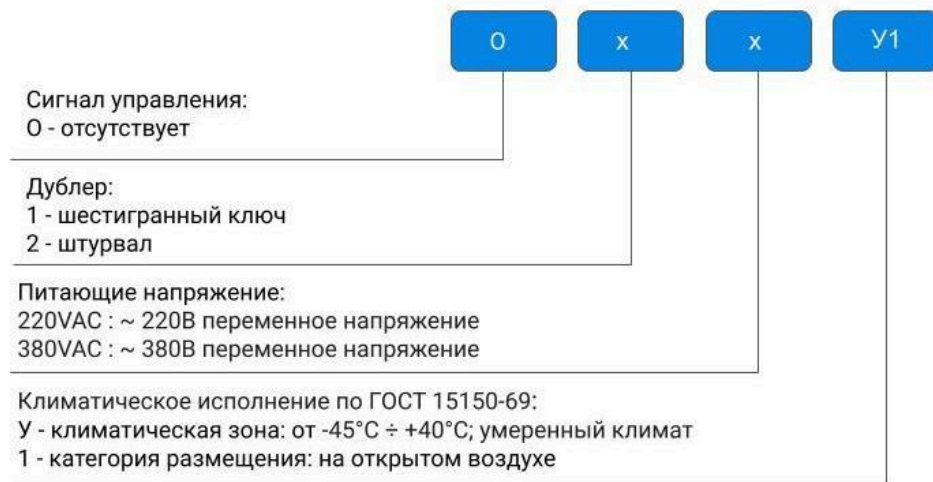 О х х У1
Сигнал управления:
О - отсутствует
Дублер:
1 - шестигранный ключ
2 - штурвал
Питающие напряжение:
220VAC : ~ 220В переменное напряжение
380VAC : ~ 380В переменное напряжение
Климатическое исполнение по ГОСТ 15150-69:
У - климатическая зона: от -45°C ÷ +40°C; умеренный климат
1 - категория размещения: на открытом воздухе